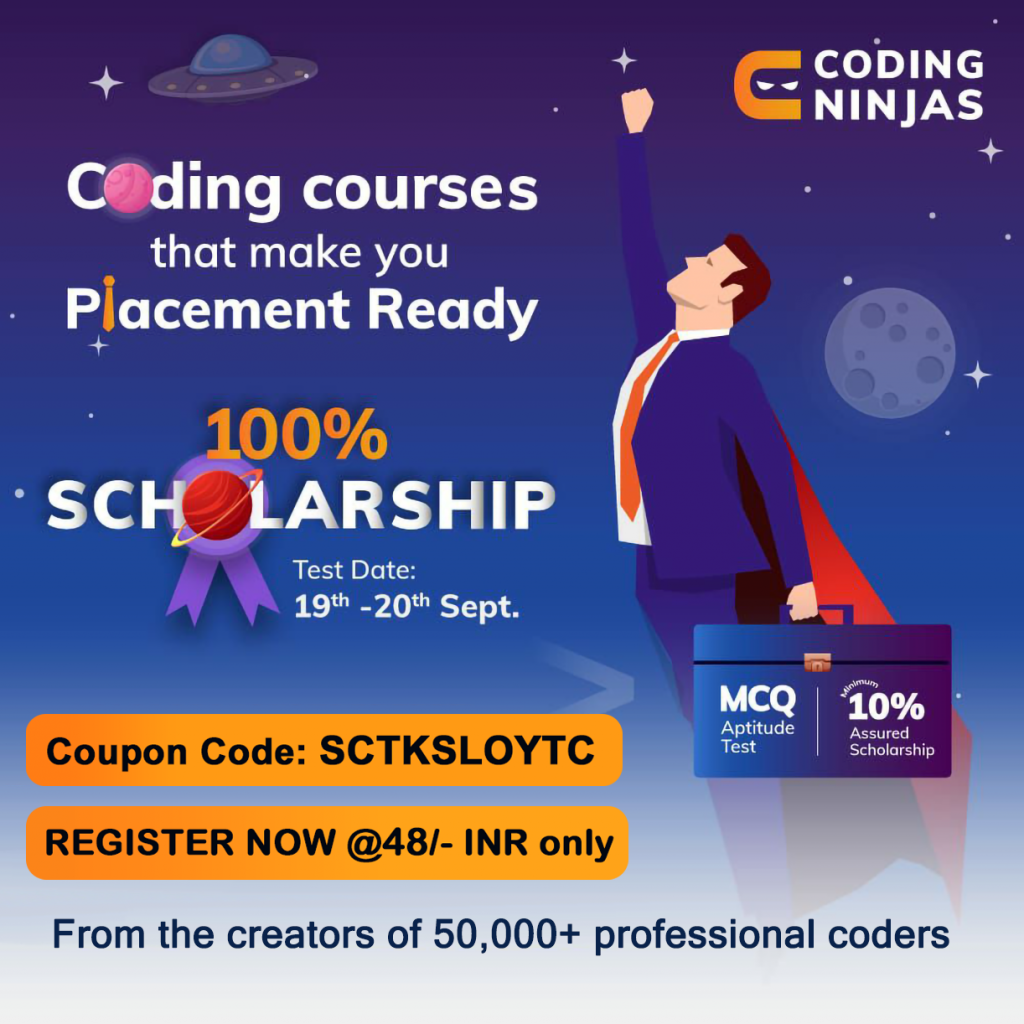 CODING
NINJAS
Coding courses
that make you
Placement Ready
100%
SCHOLARSHIP
Test Date:
19th -20th Sept.
MCQ
Aptitude
Test
Minimum
10%
Assured
Scholarship
Coupon Code: SCTKSLOYTC
REGISTER NOW @48/- INR only
From the creators of 50,000+ professional coders